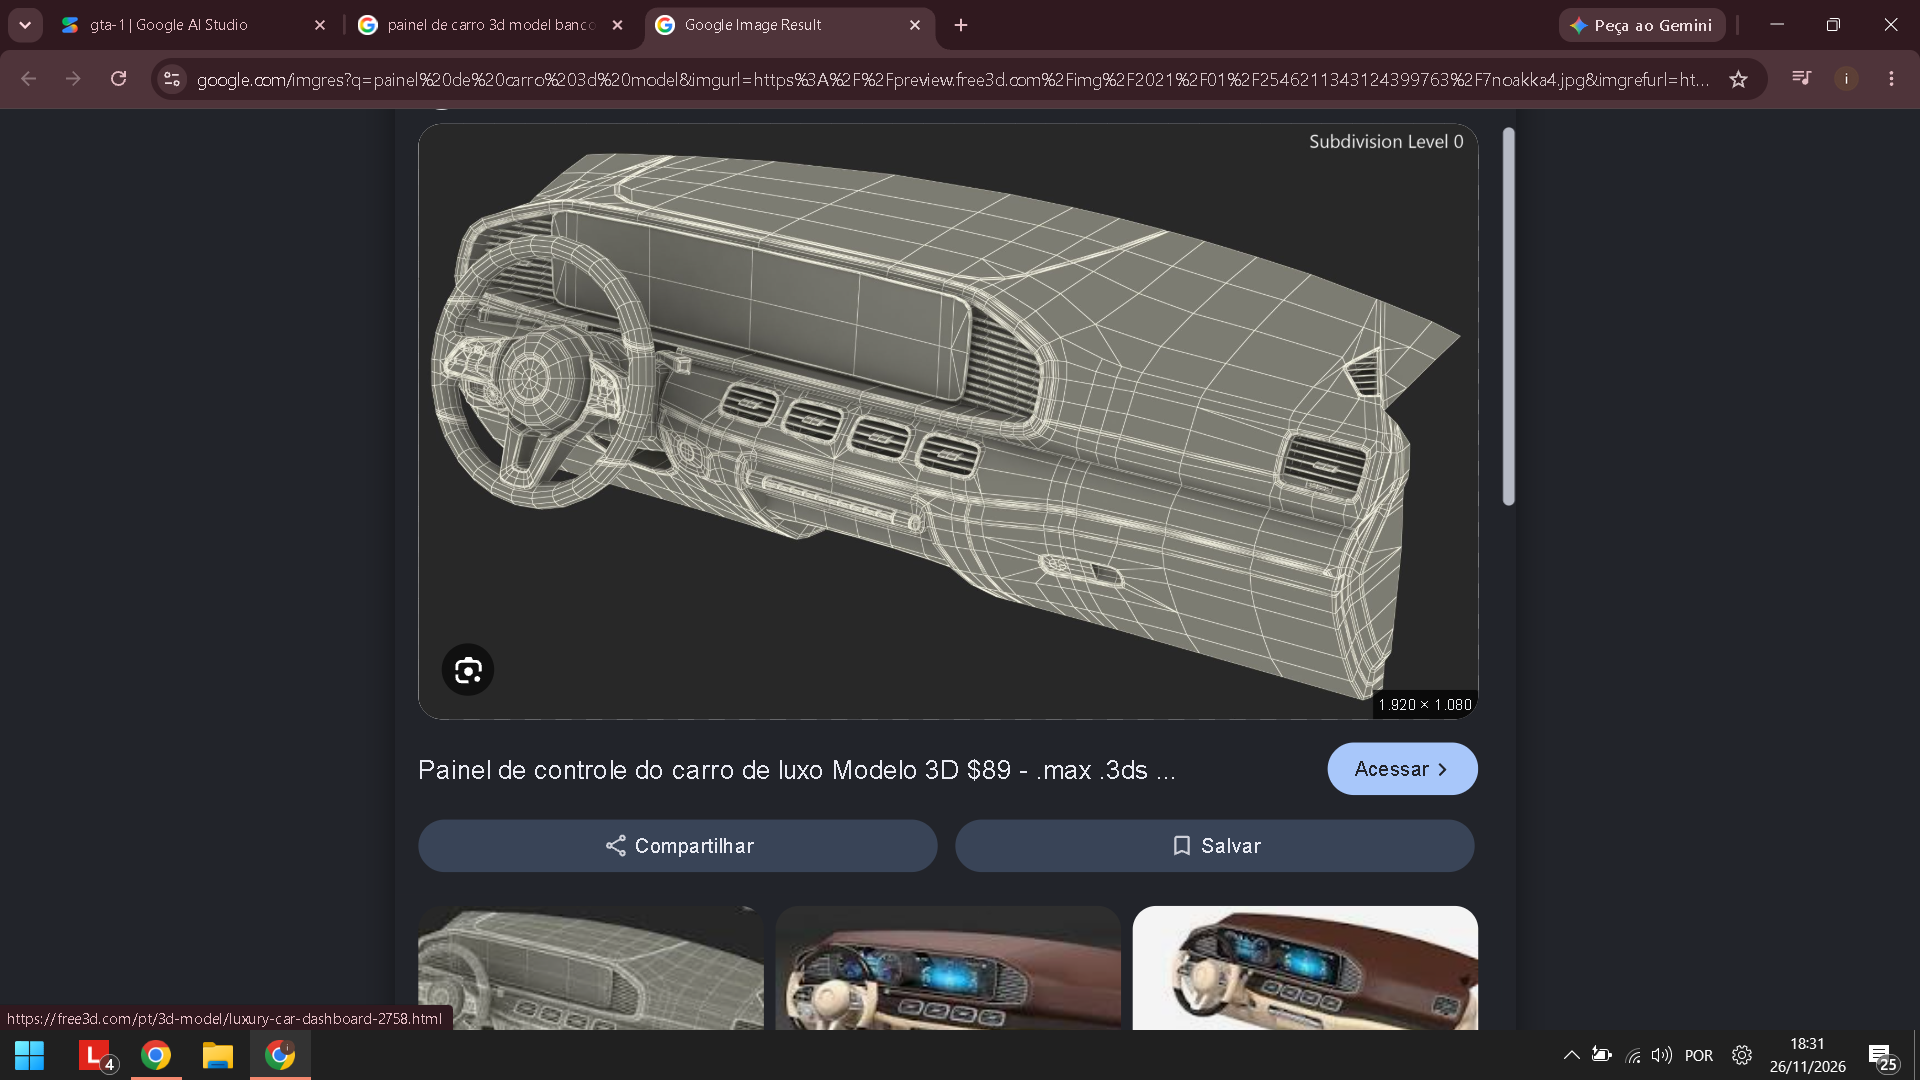 gta-1 | Google AI Studio
painel de carro 3d model banco
Google Image Result
Peça ao Gemini
google.com/imgres?q=painel%20de%20carro%203d%20model&imgurl=https%3A%2F%2Fpreview.free3d.com%2Fimg%2F2021%2F01%2F2546211343124399763%2F7noakka4.jpg&imgrefurl=ht...
i
Subdivision Level 0
1.920 × 1.080
Painel de controle do carro de luxo Modelo 3D $89 - .max .3ds ...
Acessar
Compartilhar
Salvar
https://free3d.com/pt/3d-model/luxury-car-dashboard-2758.html
L
4
i
POR
18:31
26/11/2026
25